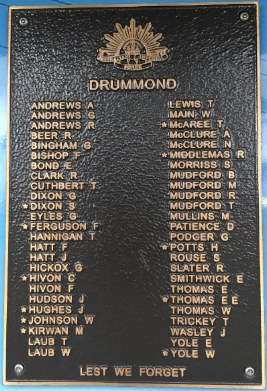 DRUMMOND
ANDREWS A
ANDREWS G
ANDREWS R
BEER R
BINGHAM G
BISHOP F
BOND E
CLARK R
CUTHBERT T
DIXON G
* DIXON S
EYLES G
* FERGUSON F
HANNIGAN T
HATT F
HATT J
HICKOX G
* HIVON C
HIVON F
HUDSON J
* HUGHES J
* JOHNSON W
* KIRWAN M
LAUB T
LAUB W
LEWIS T
MAIN W
* McAREE T
McCLURE A
McCLURE N
* MIDDLEMAS R
MORRISS S
MUDFORD B
MUDFORD M
MUDFORD R
MUDFORD T
MULLINS M
PATIENCE D
PODGER G
* POTTS H
ROUSE S
SLATER R
SMITHWICK E
THOMAS E
* THOMAS E E
THOMAS W
TRICKEY T
WASLEY J
YOLE E
* YOLE W
LEST WE FORGET